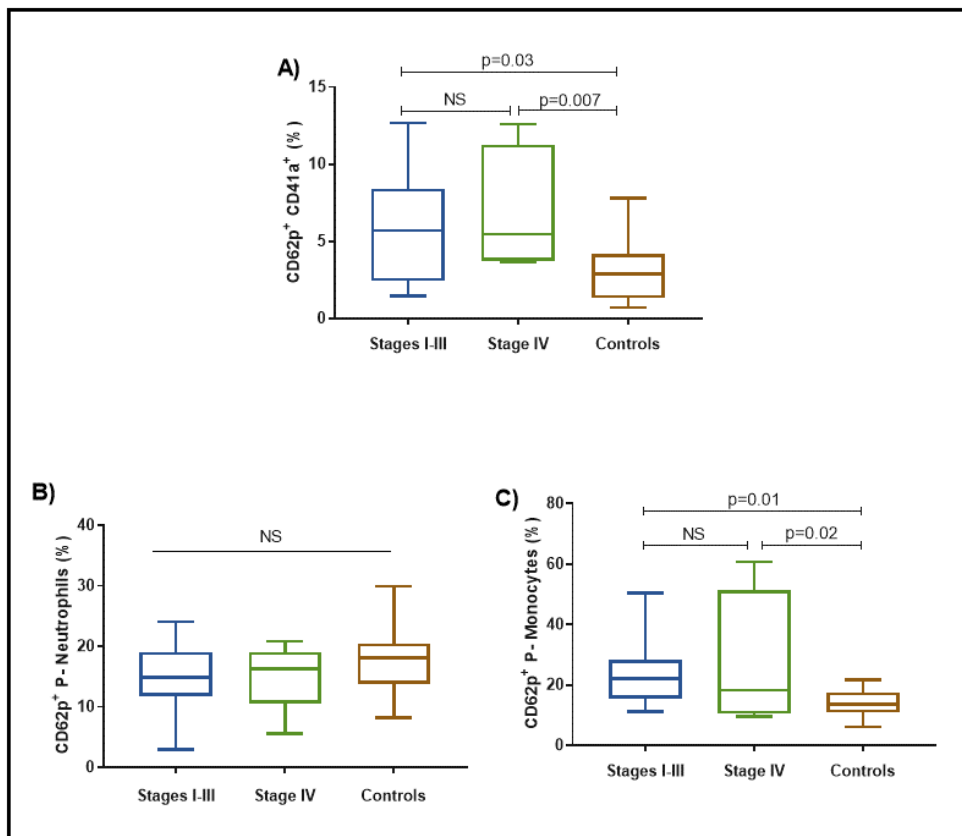 A)
p=0.03
NS
p=0.007
CD62p⁺ CD41a⁺ (%)
15
10
5
0
Stages I-III
Stage IV
Controls
B)
NS
CD62p⁺ P- Neutrophils (%)
40
30
20
10
0
Stages I-III
Stage IV
Controls
C)
p=0.01
NS
p=0.02
CD62p⁺ P-Monocytes (%)
80
60
40
20
0
Stages I-III
Stage IV
Controls